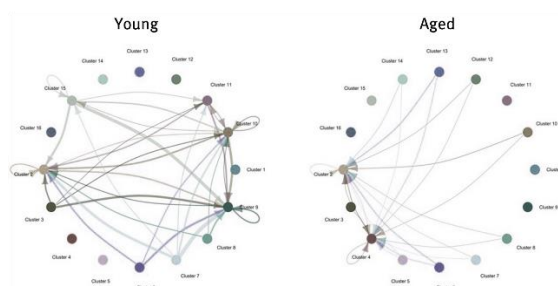 Young
Aged
Cluster 13
Cluster 14
Cluster 12
Cluster 15
Cluster 11
Cluster 16
Cluster 10
Cluster 1
Cluster 3
Cluster 9
Cluster 4
Cluster 8
Cluster 5
Cluster 7
Cluster 13
Cluster 14
Cluster 12
Cluster 15
Cluster 11
Cluster 16
Cluster 10
Cluster 2
Cluster
Cluster 3
Cluster 9
Cluster 4
Cluster 8
Cluster 5
Cluster 7